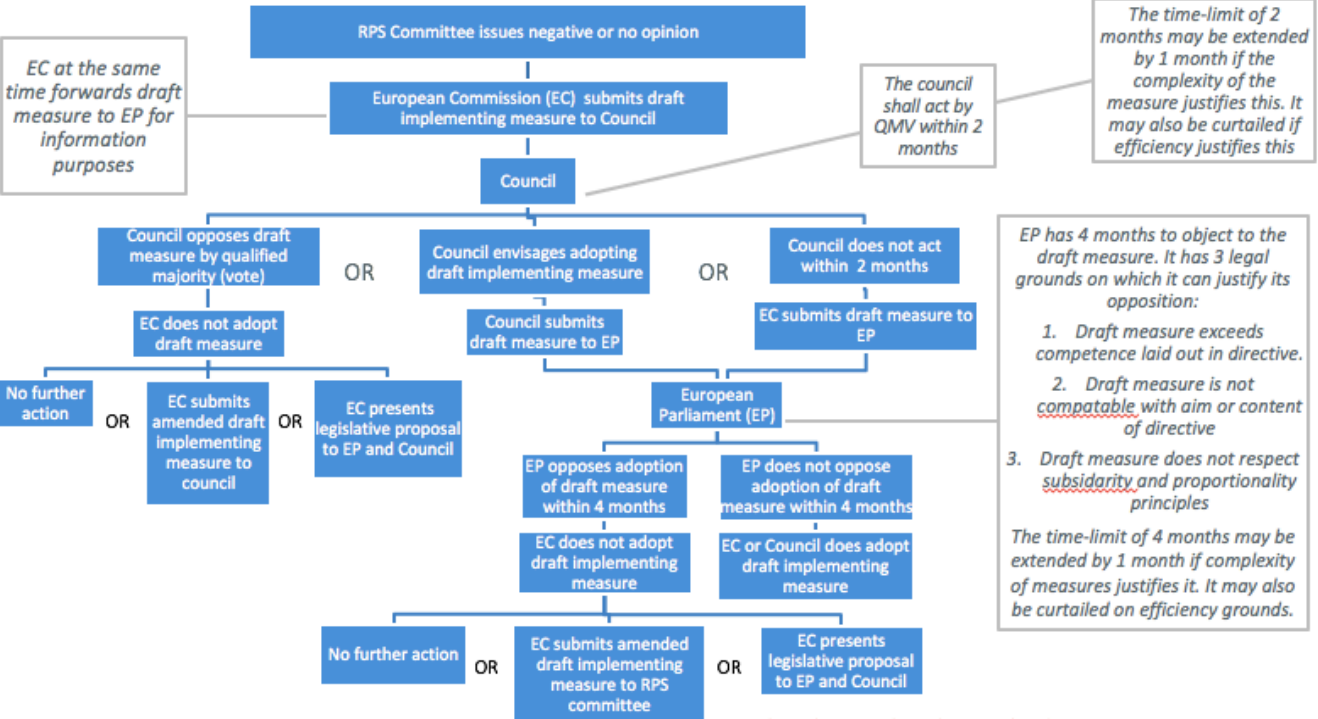 RPS Committee issues negative or no opinion
EC at the same
time forwards draft
measure to EP for
information
purposes
European Commission (EC) submits draft
implementing measure to Council
The council
shall act by
QMV within 2
months
The time-limit of 2
months may be extended
by 1 month if the
complexity of the
measure justifies this. It
may also be curtailed if
efficiency justifies this
Council
Council opposes draft
measure by qualified
majority (vote)
OR
Council envisages adopting
draft implementing measure
OR
Council does not act
within 2 months
EC does not adopt
draft measure
Council submits
draft measure to EP
EC submits draft measure to
EP
No further
action
OR
EC submits
amended draft
implementing
measure to
council
OR
EC presents
legislative proposal
to EP and Council
European
Parliament (EP)
EP has 4 months to object to the
draft measure. It has 3 legal
grounds on which it can justify its
opposition:
1. Draft measure exceeds
competence laid out in directive.
2. Draft measure is not
compatable with aim or content
of directive
3. Draft measure does not respect
subsidarity and proportionality
principles
The time-limit of 4 months may be
extended by 1 month if complexity
of measures justifies it. It may also
be curtailed on efficiency grounds.
EP opposes adoption
of draft measure
within 4 months
EP does not oppose
adoption of draft
measure within 4 months
EC does not adopt
draft implementing
measure
EC or Council does adopt
draft implementing
measure
No further action
OR
EC submits amended
draft implementing
measure to RPS
committee
OR
EC presents
legislative proposal
to EP and Council